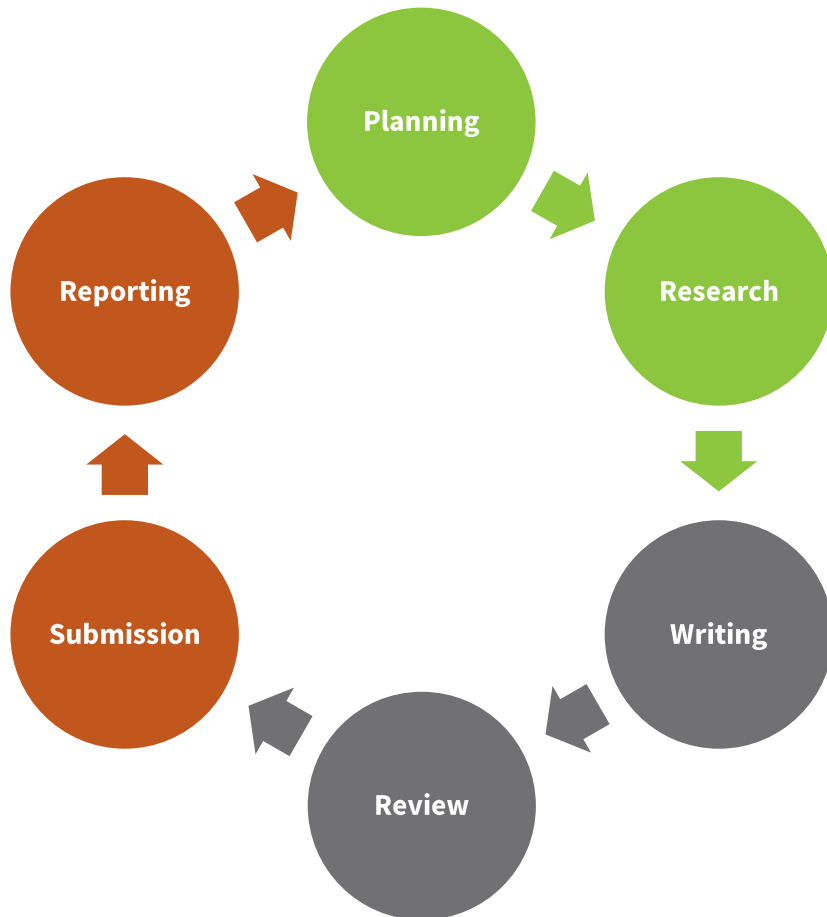 Planning
Research
Writing
Review
Submission
Reporting